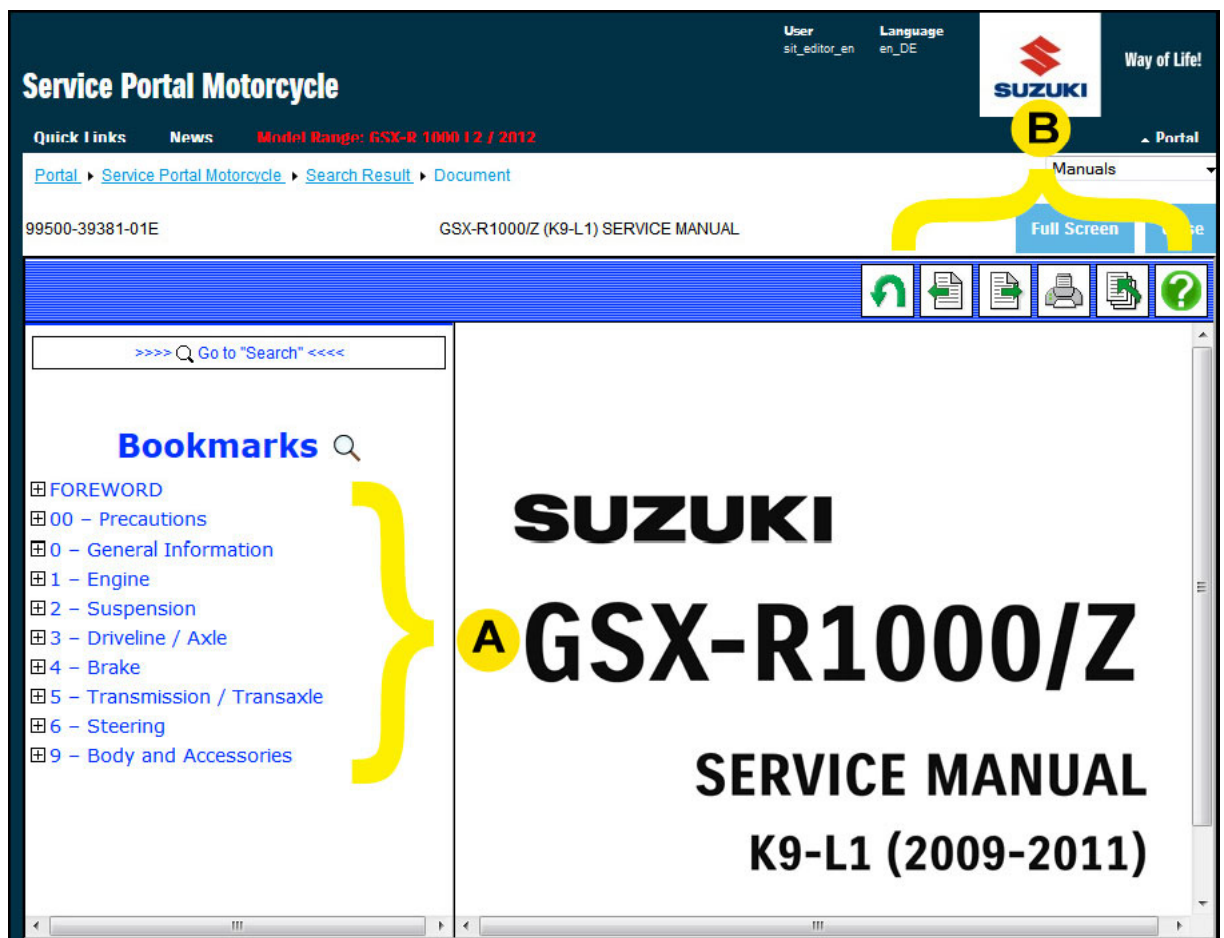 User Language
sit_editor_en en_DE
Way of Life!
SUZUKI
Service Portal Motorcycle
Quick Links News Model Range: GSX-R 1000 L2 / 2012 Portal
B
Portal Service Portal Motorcycle Search Result Document
Manuals
99500-39381-01E GSX-R1000/Z (K9-L1) SERVICE MANUAL
Full Screen
?
>>>> Go to "Search" <<<<
Bookmarks
FOREWORD
00 – Precautions
0 – General Information
1 – Engine
2 – Suspension
3 – Driveline / Axle
4 – Brake
5 – Transmission / Transaxle
6 – Steering
9 – Body and Accessories
A
SUZUKI
GSX-R1000/Z
SERVICE MANUAL
K9-L1 (2009-2011)